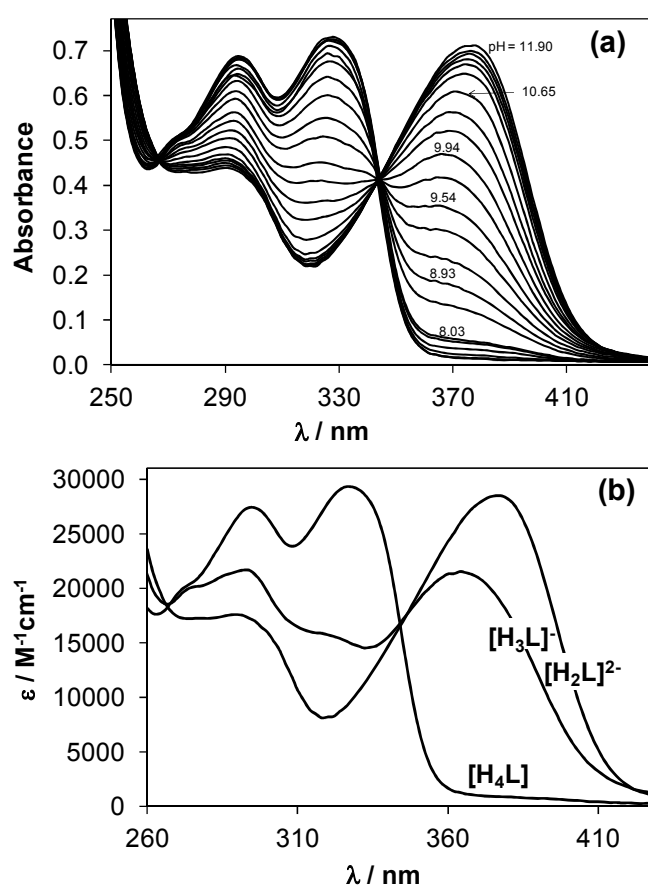 (a)
pH = 11.90
10.65
9.94
9.54
8.93
8.03
0.7
0.6
0.5
0.4
0.3
0.2
0.1
0.0
Absorbance
250 290 330 370 410
λ / nm
(b)
30000
25000
20000
15000
10000
5000
0
ε / M⁻¹cm⁻¹
[H₃L]⁻
[H₂L]²⁻
[H₄L]
260 310 360 410
λ / nm